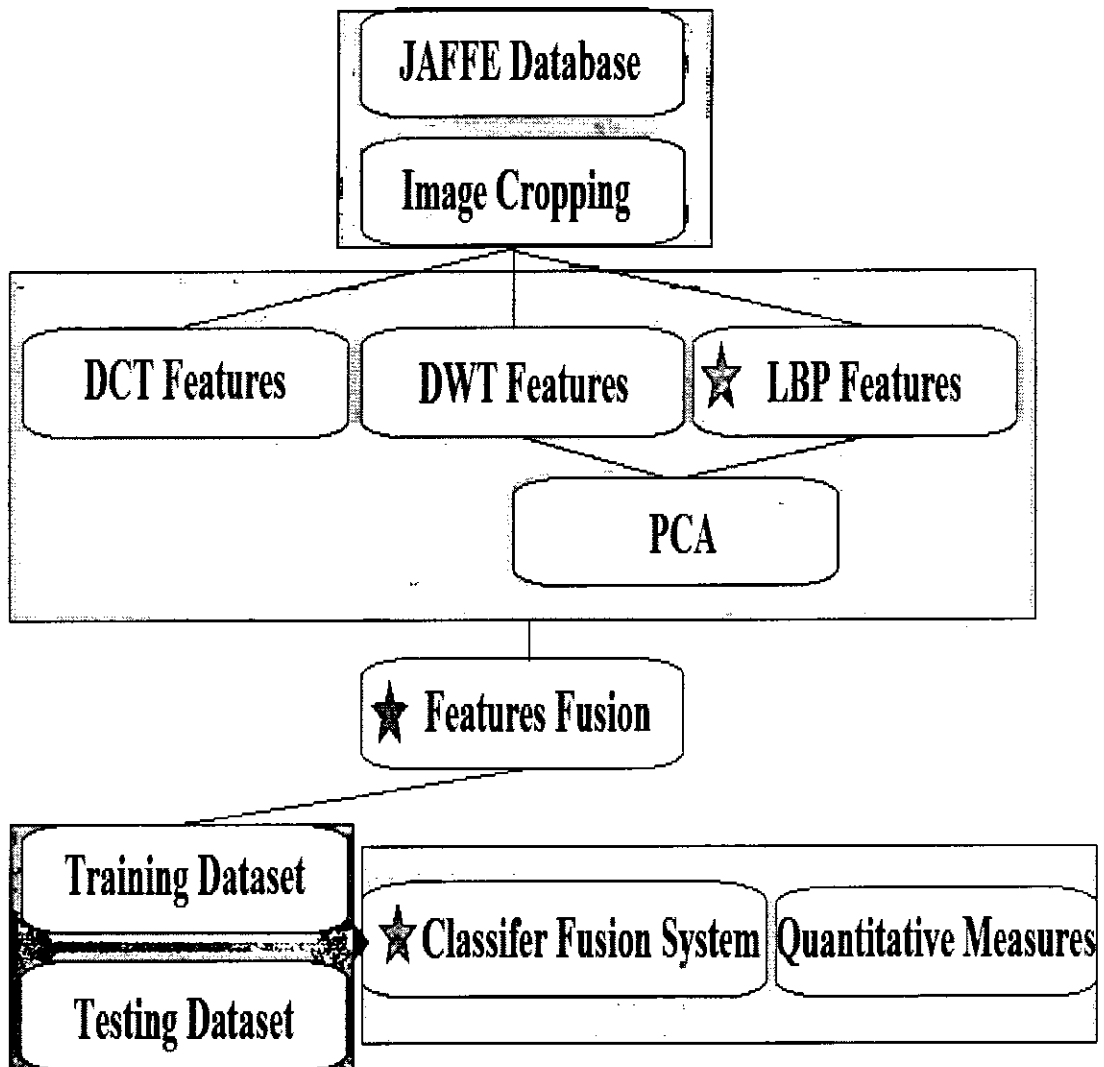 JAFFE Database
Image Cropping
DCT Features
DWT Features
LBP Features
PCA
Features Fusion
Training Dataset
Testing Dataset
Classifer Fusion System
Quantitative Measures